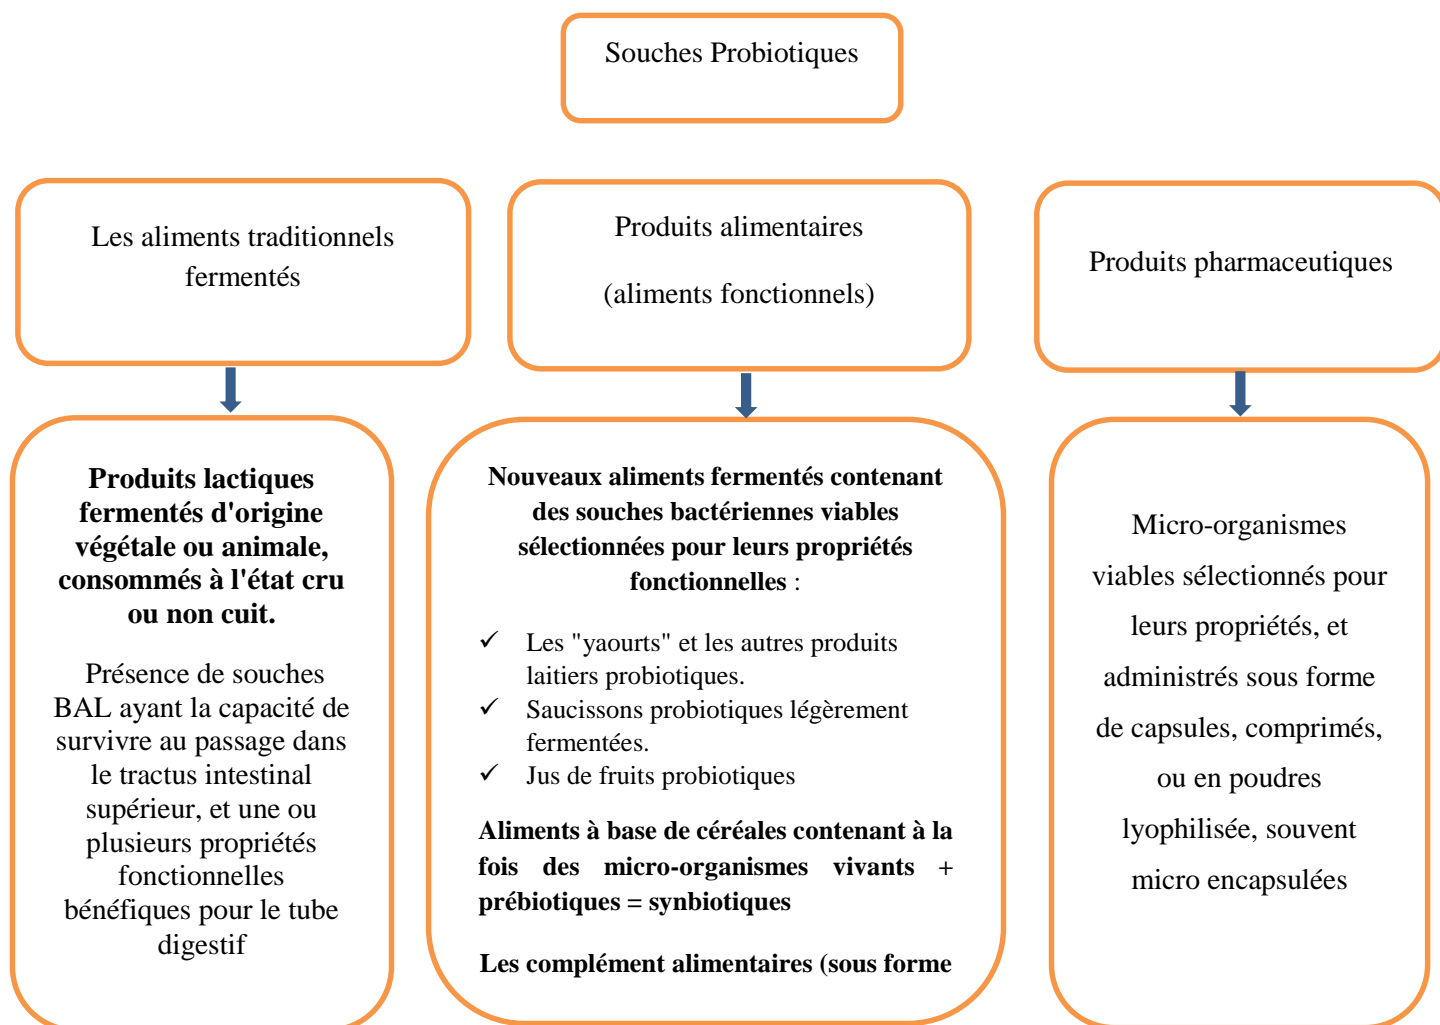 Souches Probiotiques
Les aliments traditionnels
fermentés
Produits alimentaires
(aliments fonctionnels)
Produits pharmaceutiques
Produits lactiques
fermentés d'origine
végétale ou animale,
consommés à l'état cru
ou non cuit.
Présence de souches
BAL ayant la capacité de
survivre au passage dans
le tractus intestinal
supérieur, et une ou
plusieurs propriétés
fonctionnelles
bénéfiques pour le tube
digestif
Nouveaux aliments fermentés contenant
des souches bactériennes viables
sélectionnées pour leurs propriétés
fonctionnelles :
✓ Les "yaourts" et les autres produits
laitiers probiotiques.
✓ Saucissons probiotiques légèrement
fermentées.
✓ Jus de fruits probiotiques
Aliments à base de céréales contenant à la
fois des micro-organismes vivants +
prébiotiques = synbiotiques
Les complément alimentaires (sous forme
Micro-organismes
viables sélectionnés pour
leurs propriétés, et
administrés sous forme
de capsules, comprimés,
ou en poudres
lyophilisée, souvent
micro encapsulées